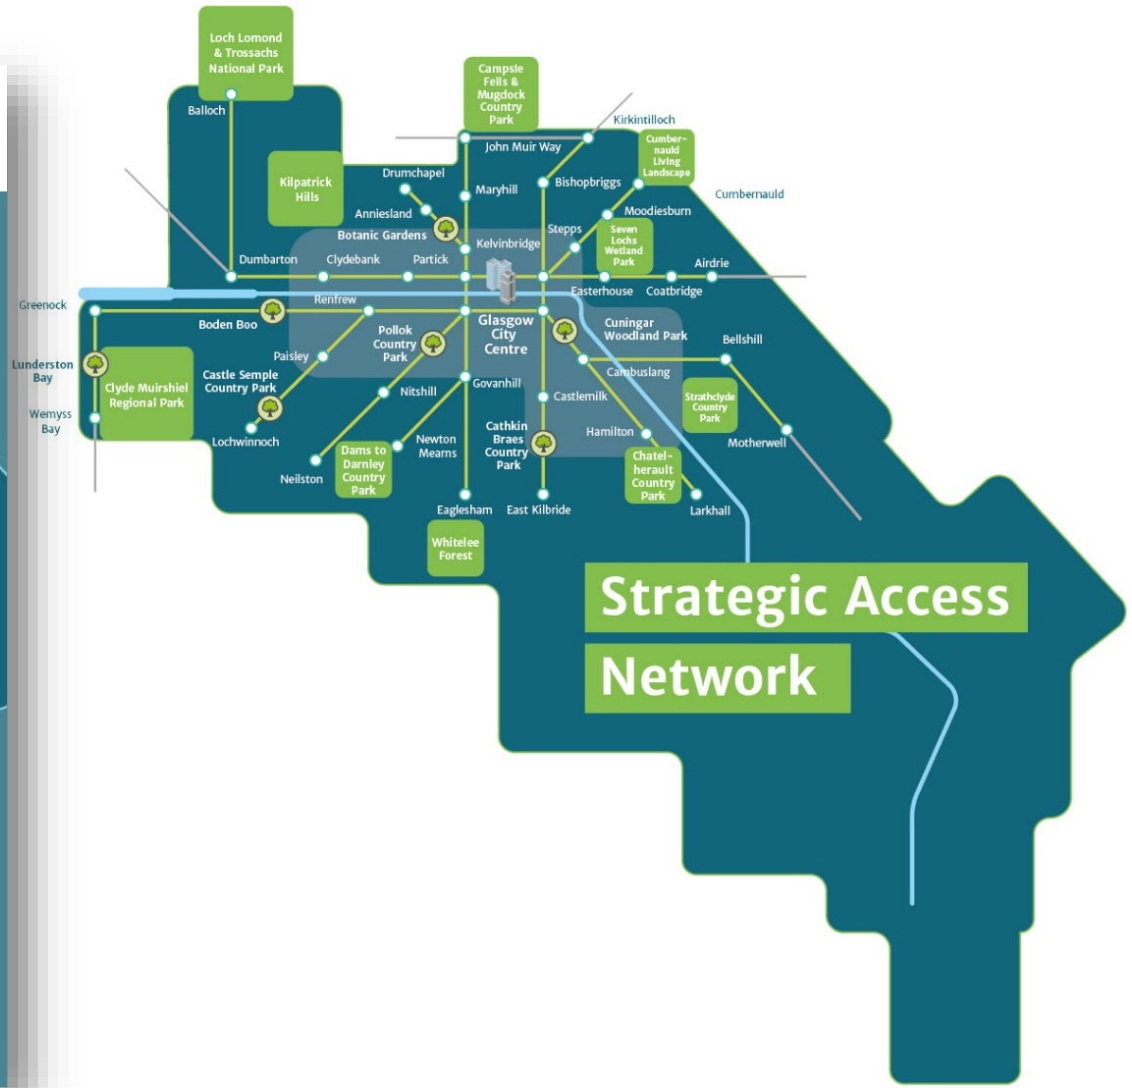 Loch Lomond
& Trossachs
National Park
Balloch
Campsie
Fells &
Mugdock
Country
Park
Kirkintilloch
John Muir Way
Cumber-
nauld
Living
Landscape
Kilpatrick
Hills
Drumchapel
Maryhill
Bishopbriggs
Cumbernauld
Anniesland
Moodiesburn
Botanic Gardens
Kelvinbridge
Stepps
Seven
Lochs
Wetland
Park
Dumbarton
Clydebank
Partick
Airdrie
Easterhouse
Coatbridge
Greenock
Renfrew
Boden Boo
Pollok
Country
Park
Glasgow
City
Centre
Cuningar
Woodland Park
Bellshill
Lunderston
Bay
Clyde Muirshiel
Regional Park
Paisley
Castle Semple
Country Park
Cambuslang
Nitshill
Govanhill
Castlemilk
Strathclyde
Country
Park
Wemyss
Bay
Lochwinnoch
Newton
Mearns
Cathkin
Braes
Country
Park
Hamilton
Motherwell
Neilston
Dams to
Darnley
Country
Park
Chatel-
herault
Country
Park
Eaglesham
East Kilbride
Larkhall
Whitelee
Forest
Strategic Access
Network